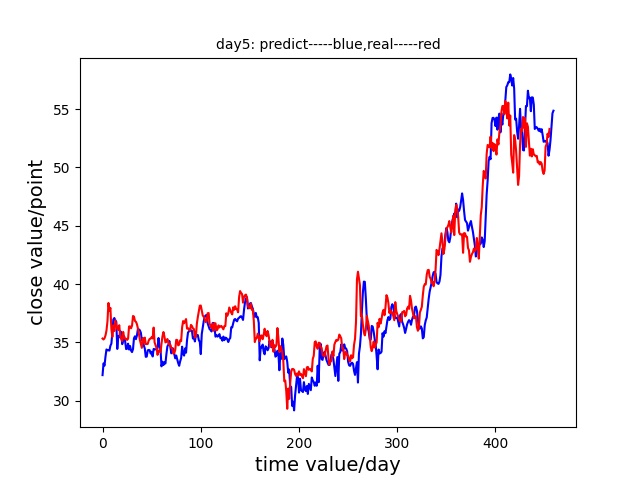 day5: predict-----blue,real-----red
close value/point
55
50
45
40
35
30
0 100 200 300 400
time value/day